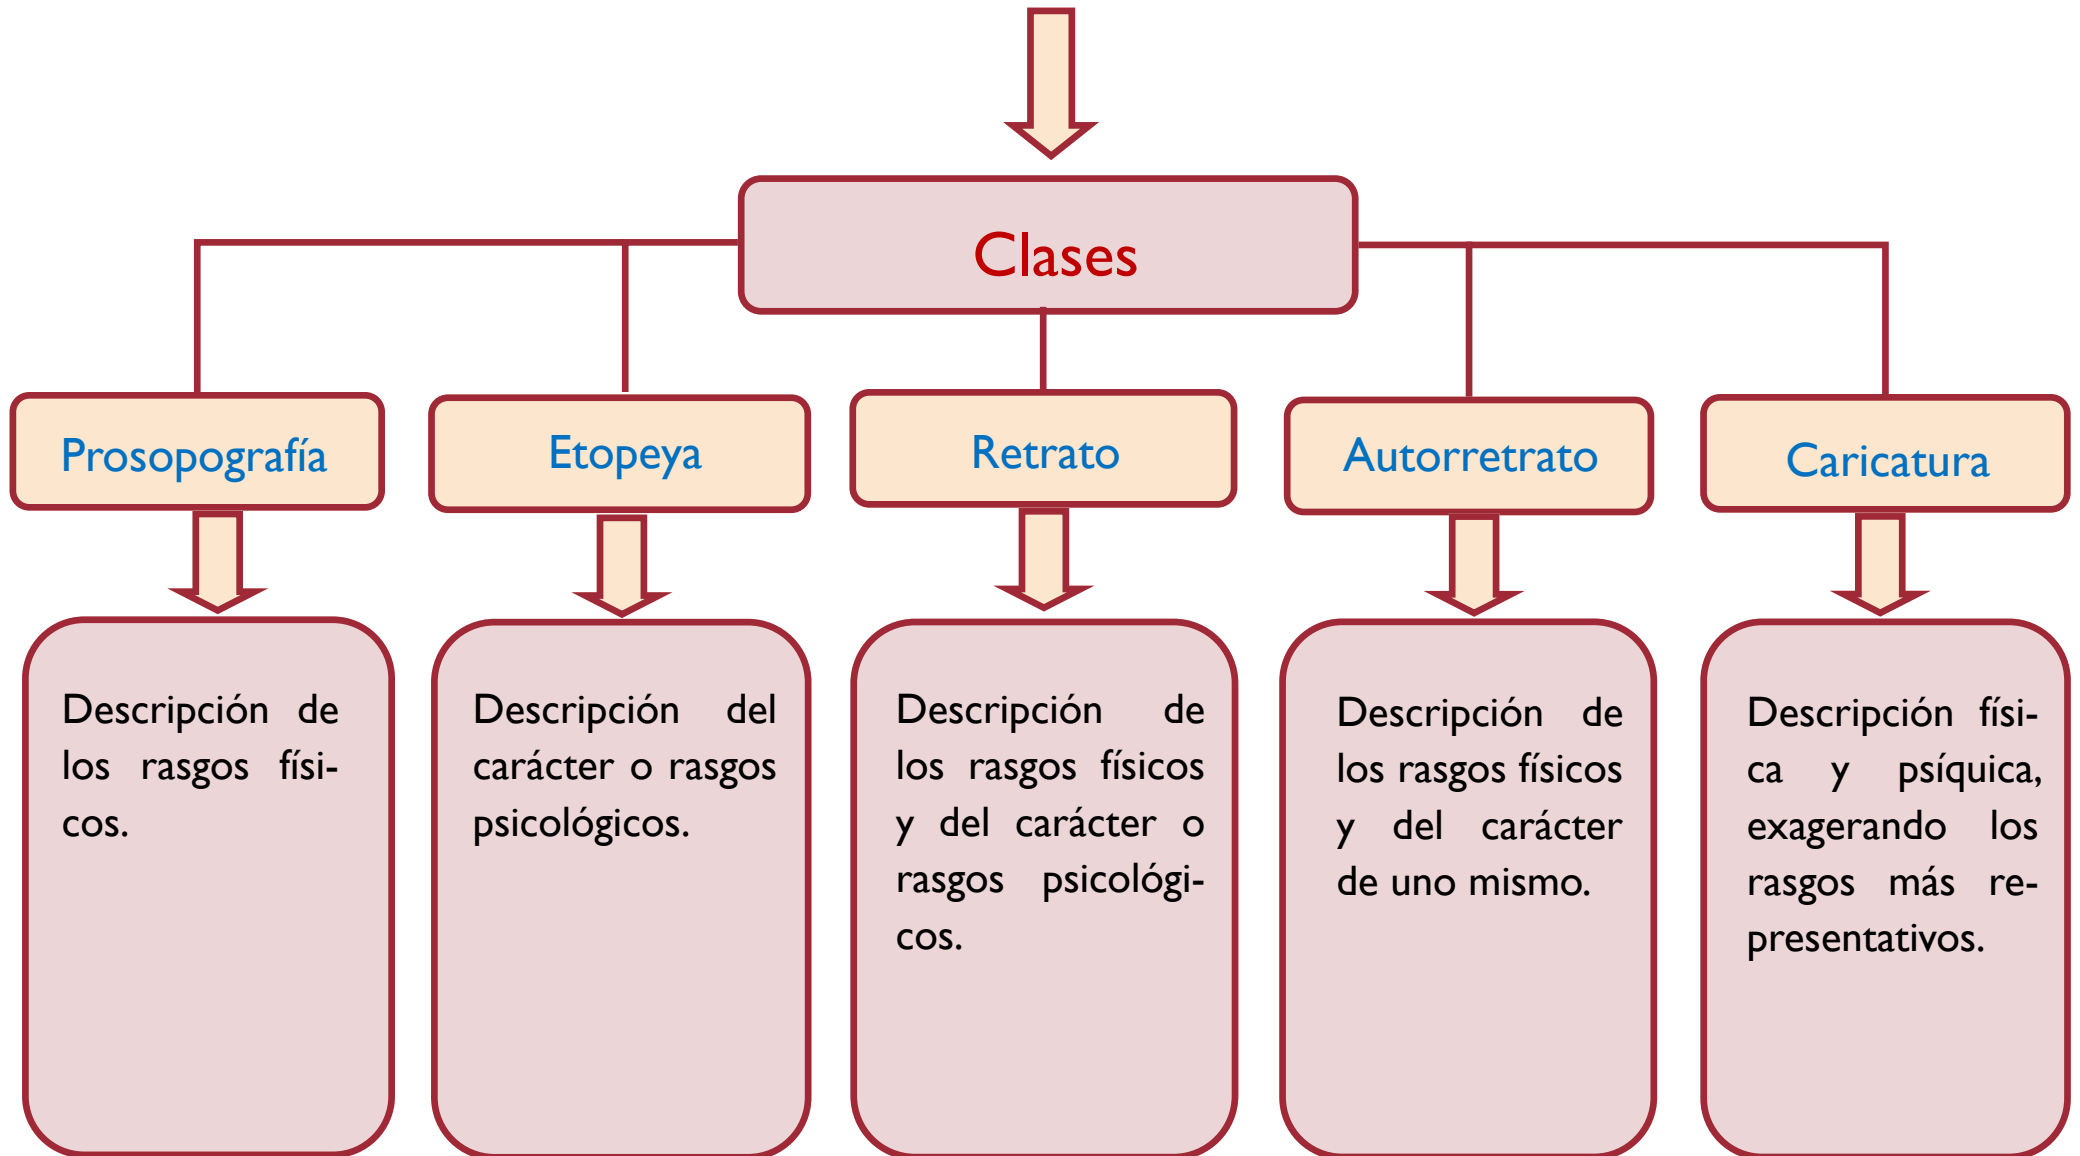 Clases
Prosopografía
Etopeya
Retrato
Autorretrato
Caricatura
Descripción de
los rasgos físi-
cos.
Descripción del
carácter o rasgos
psicológicos.
Descripción de
los rasgos físicos
y del carácter o
rasgos psicológi-
cos.
Descripción de
los rasgos físicos
y del carácter
de uno mismo.
Descripción físi-
ca y psíquica,
exagerando los
rasgos más re-
presentativos.